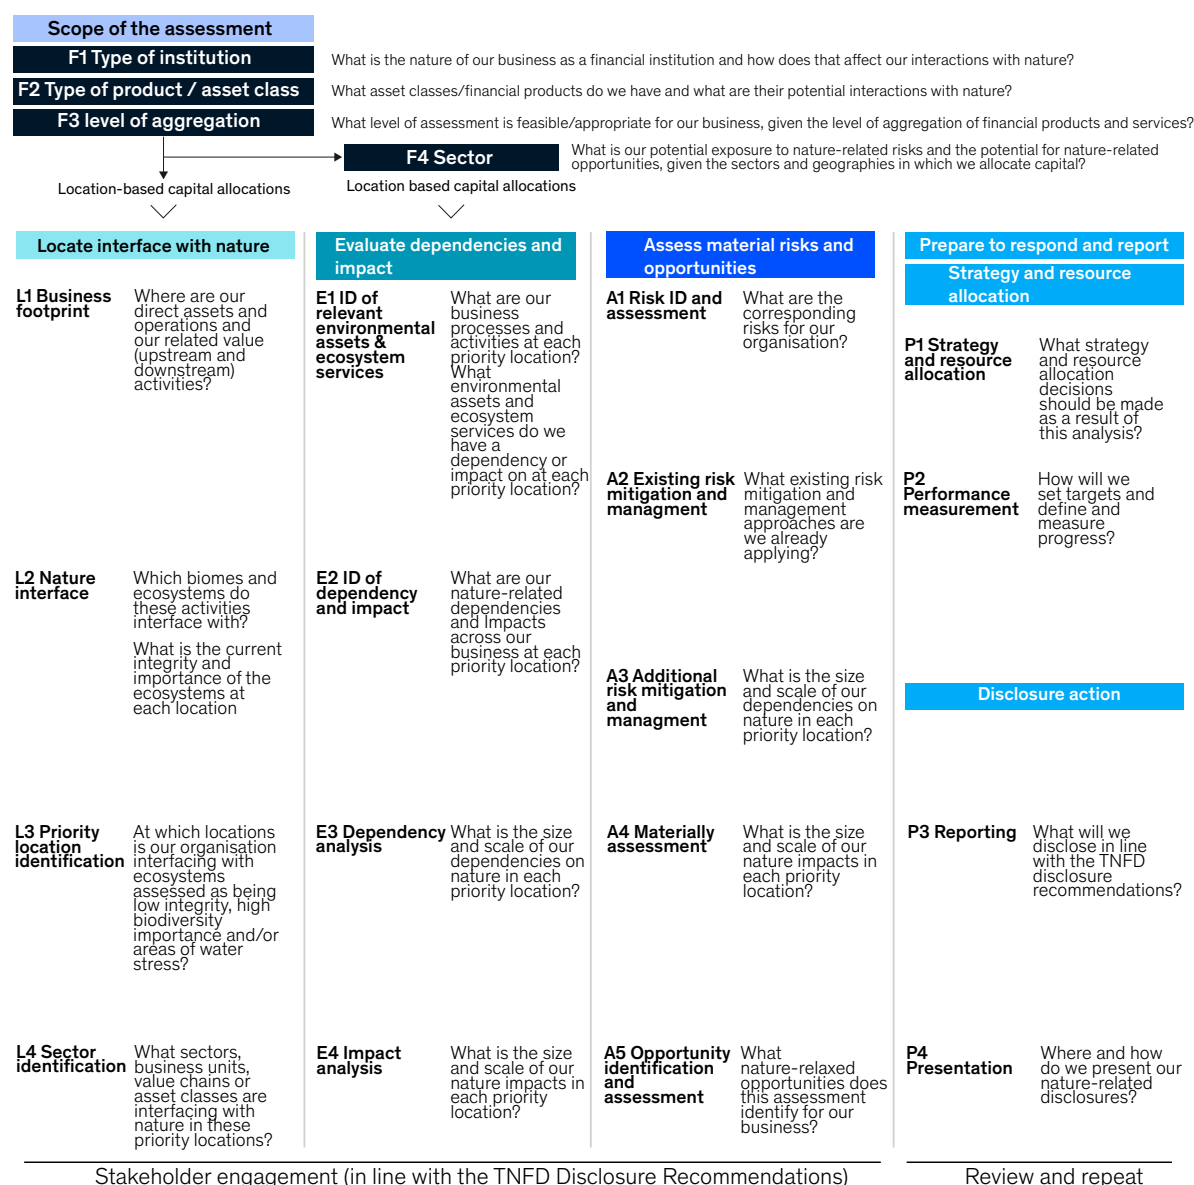 Scope of the assessment
F1 Type of institution
What is the nature of our business as a financial institution and how does that affect our interactions with nature?
F2 Type of product / asset class
What asset classes/financial products do we have and what are their potential interactions with nature?
F3 level of aggregation
What level of assessment is feasible/appropriate for our business, given the level of aggregation of financial products and services?
F4 Sector
What is our potential exposure to nature-related risks and the potential for nature-related
opportunities, given the sectors and geographies in which we allocate capital?
Location-based capital allocations
Location based capital allocations
Locate interface with nature
L1 Business
footprint
Where are our
direct assets and
operations and
our related value
(upstream and
downstream)
activities?
L2 Nature
interface
Which biomes and
ecosystems do
these activities
interface with?
What is the current
integrity and
importance of the
ecosystems at
each location
L3 Priority
location
identification
At which locations
is our organisation
interfacing with
ecosystems
assessed as being
low integrity, high
biodiversity
importance and/or
areas of water
stress?
L4 Sector
identification
What sectors,
business units,
value chains or
asset classes are
interfacing with
nature in these
priority locations?
Evaluate dependencies and
impact
E1 ID of
relevant
environmental
assets &
ecosystem
services
What are our
business
processes and
activities at each
priority location?
What
environmental
assets and
ecosystem
services do we
have a
dependency or
impact on at each
priority location?
E2 ID of
dependency
and impact
What are our
nature-related
dependencies
and Impacts
across our
business at each
priority location?
E3 Dependency
analysis
What is the size
and scale of our
dependencies on
nature in each
priority location?
E4 Impact
analysis
What is the size
and scale of our
nature impacts in
each priority
location?
Assess material risks and
opportunities
A1 Risk ID and
assessment
What are the
corresponding
risks for our
organisation?
A2 Existing risk
mitigation and
managment
What existing risk
mitigation and
management
approaches are
we already
applying?
A3 Additional
risk mitigation
and
managment
What is the size
and scale of our
dependencies on
nature in each
priority location?
A4 Materially
assessment
What is the size
and scale of our
nature impacts in
each priority
location?
A5 Opportunity
identification
and
assessment
What
nature-relaxed
opportunities does
this assessment
identify for our
business?
Prepare to respond and report
Strategy and resource
allocation
P1 Strategy
and resource
allocation
What strategy
and resource
allocation
decisions
should be made
as a result of
this analysis?
P2
Performance
measurement
How will we
set targets and
define and
measure
progress?
Disclosure action
P3 Reporting
What will we
disclose in line
with the TNFD
disclosure
recommendations?
P4
Presentation
Where and how
do we present our
nature-related
disclosures?
Stakeholder engagement (in line with the TNFD Disclosure Recommendations)
Review and repeat